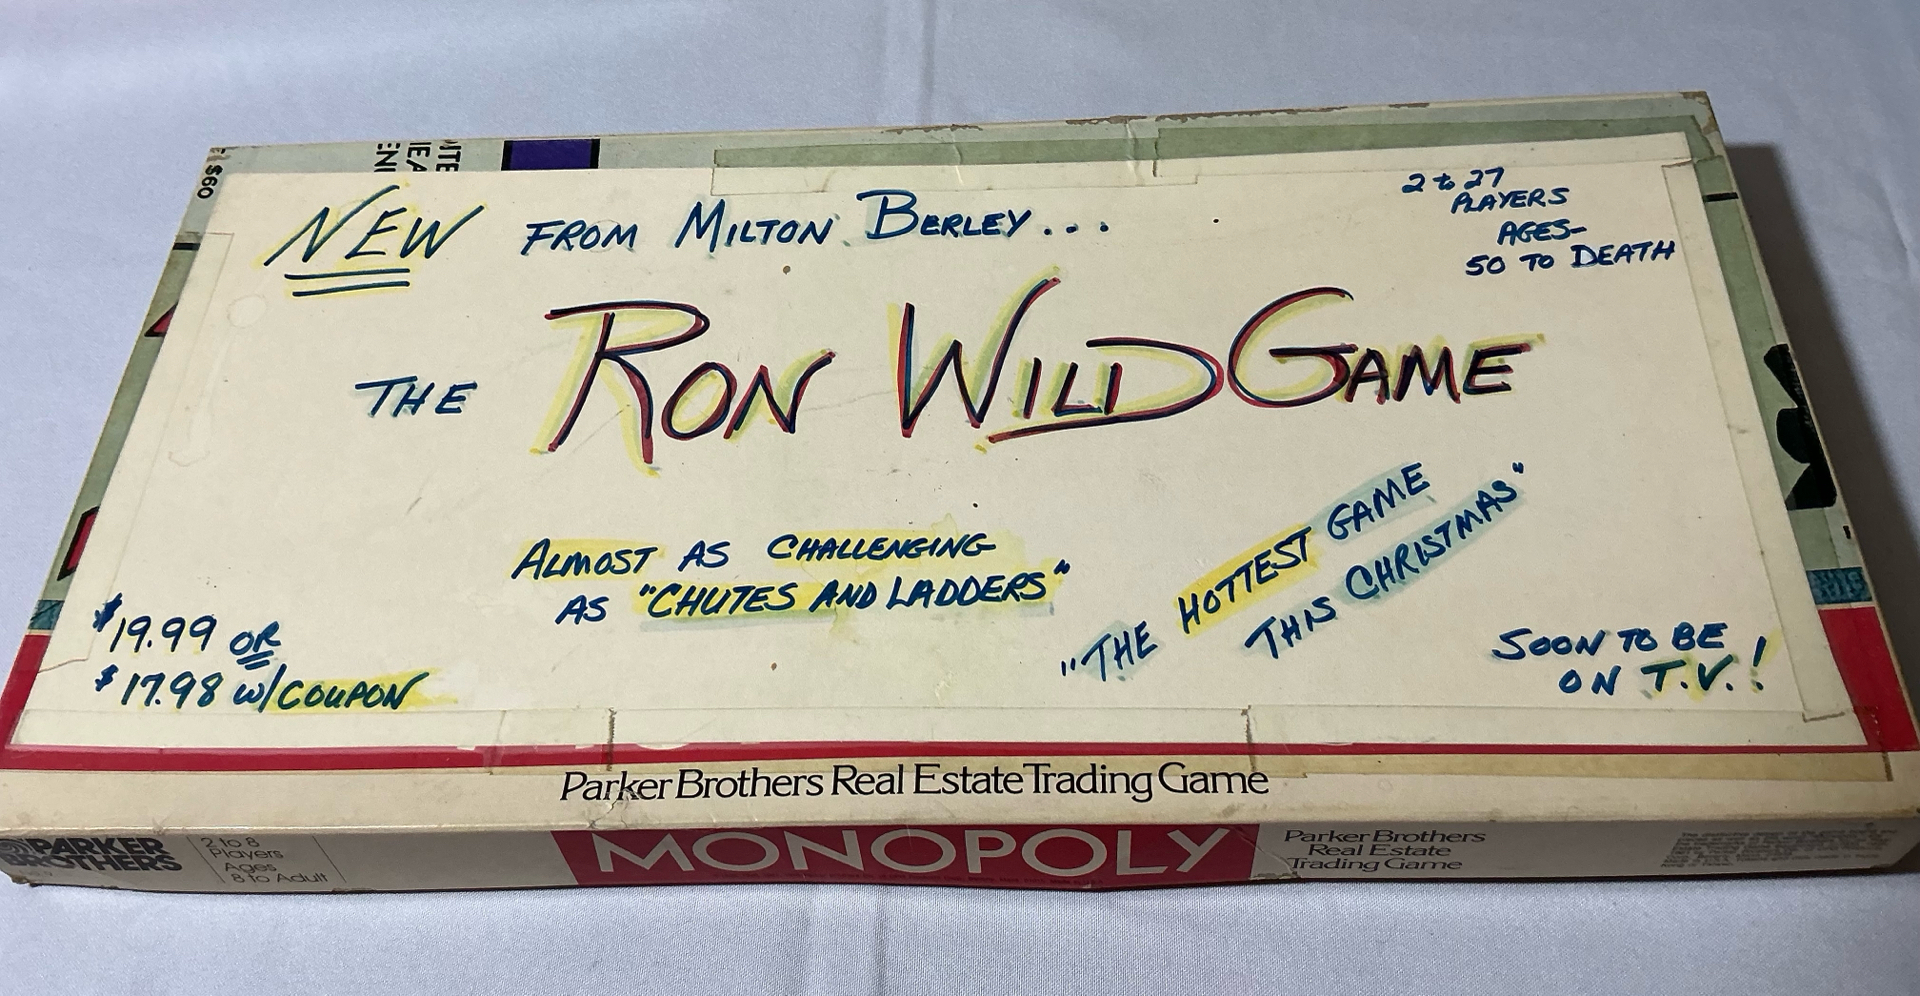 $60
NEW FROM MILTON BERLEY...
2 to 27
PLAYERS
AGES-
50 TO DEATH
THE RON WILD GAME
ALMOST AS CHALLENGING
AS "CHUTES AND LADDERS"
"THE HOTTEST GAME
THIS CHRISTMAS"
$19.99 OR
$17.98 w/COUPON
SOON TO BE
ON T.V.!
Parker Brothers Real Estate Trading Game
PARKER
BROTHERS
2 to 8
Players
Ages
8 to Adult
MONOPOLY
Parker Brothers
Real Estate
Trading Game